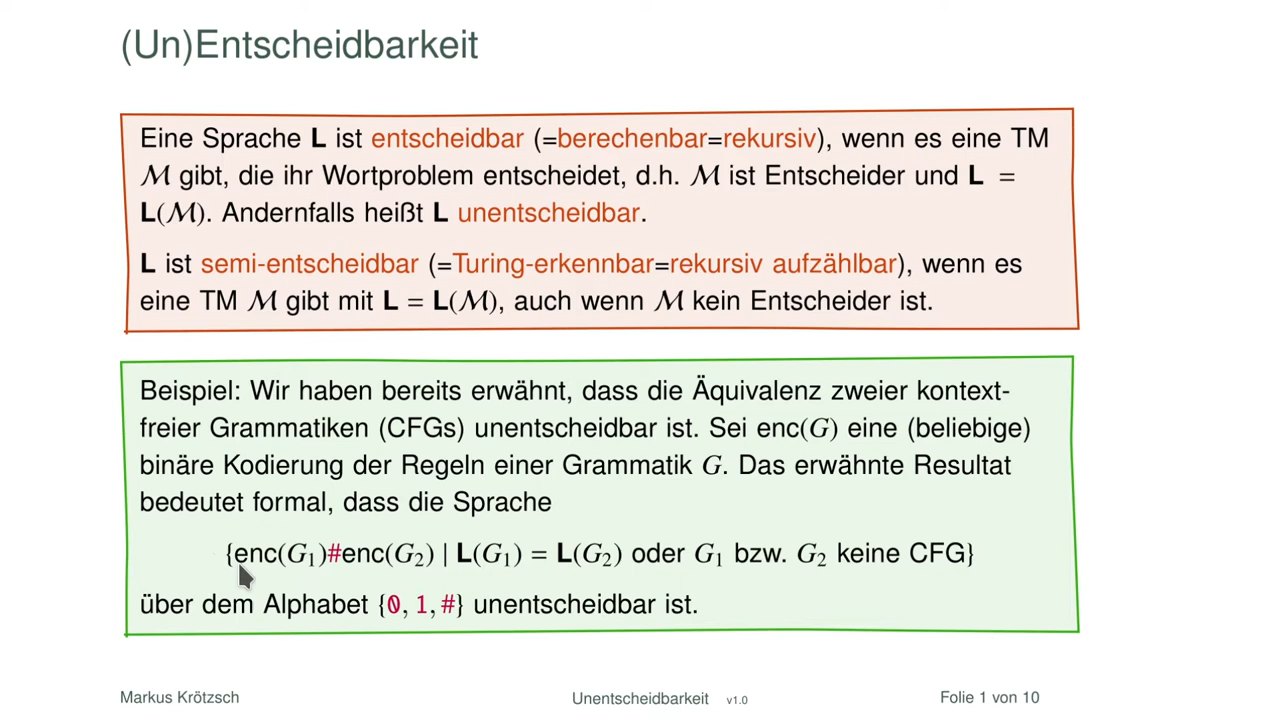 (Un)Entscheidbarkeit
Eine Sprache L ist entscheidbar (=berechenbar=rekursiv), wenn es eine TM
ℳ gibt, die ihr Wortproblem entscheidet, d.h. ℳ ist Entscheider und L =
L(ℳ). Andernfalls heißt L unentscheidbar.
L ist semi-entscheidbar (=Turing-erkennbar=rekursiv aufzählbar), wenn es
eine TM ℳ gibt mit L = L(ℳ), auch wenn ℳ kein Entscheider ist.
Beispiel: Wir haben bereits erwähnt, dass die Äquivalenz zweier kontext-
freier Grammatiken (CFGs) unentscheidbar ist. Sei enc(G) eine (beliebige)
binäre Kodierung der Regeln einer Grammatik G. Das erwähnte Resultat
bedeutet formal, dass die Sprache
{enc(G₁)#enc(G₂) | L(G₁) = L(G₂) oder G₁ bzw. G₂ keine CFG}
über dem Alphabet {0, 1, #} unentscheidbar ist.
Markus Krötzsch
Unentscheidbarkeit v1.0
Folie 1 von 10